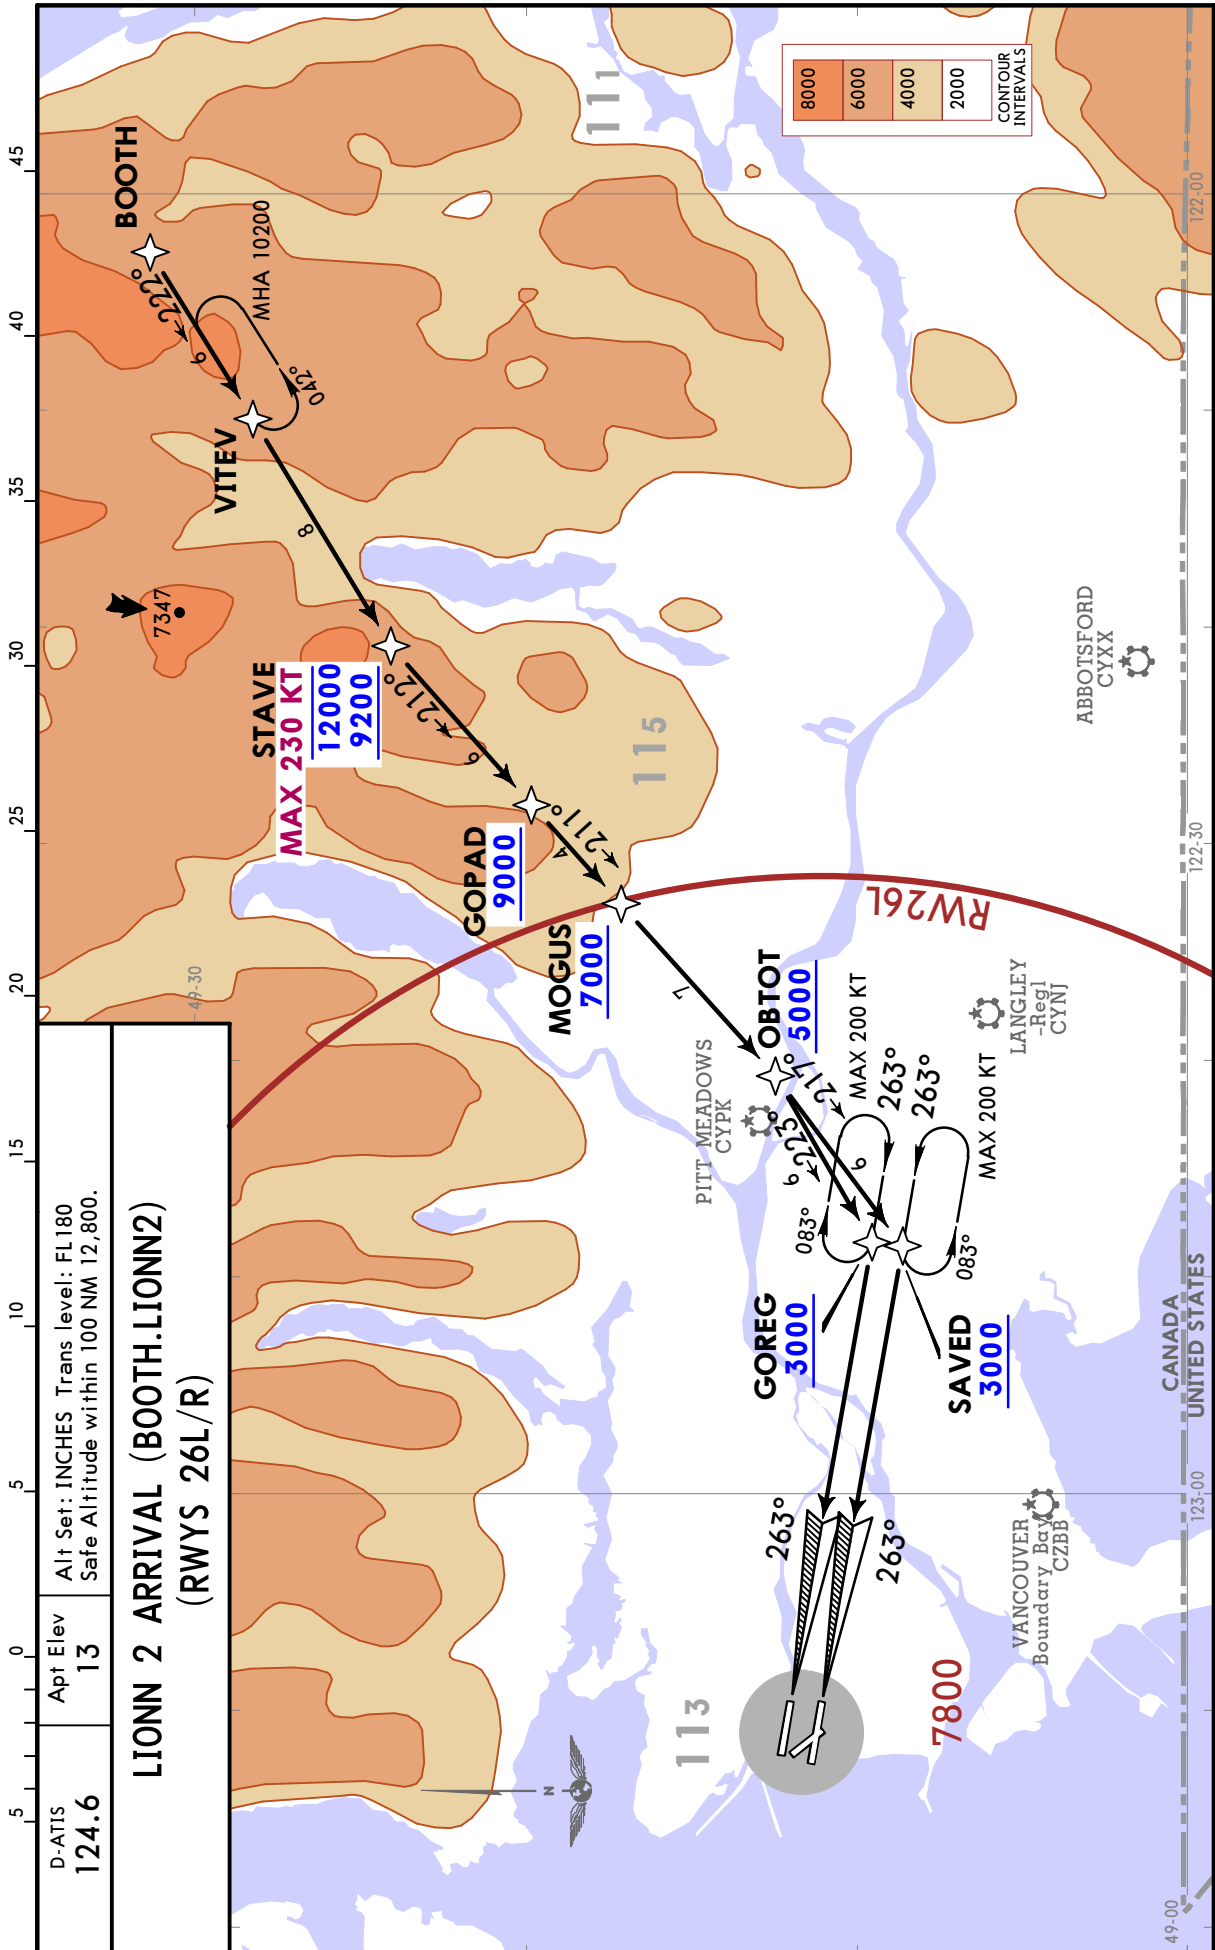 D-ATIS
124.6
Apt Elev
13
Alt Set: INCHES Trans level: FL180
Safe Altitude within 100 NM 12,800.
LIONN 2 ARRIVAL (BOOTH.LIONN2)
(RWYS 26L/R)
5
0
5
10
15
20
25
30
35
40
45
BOOTH
222°
6
MHA 10200
042°
VITEV
8
7347
STAVE
MAX 230 KT
12000
9200
212°
6
GOPAD
9000
211°
4
MOGUS
7000
7
OBTOT
5000
217°
MAX 200 KT
223°
6
9
263°
263°
MAX 200 KT
083°
083°
GOREG
3000
SAVED
3000
263°
263°
RW26L
7800
111
115
113
49-30
N
PITT MEADOWS
CYPK
LANGLEY
-Regl
CYNJ
ABBOTSFORD
CYXX
VANCOUVER
Boundary Bay
CZBB
CANADA
UNITED STATES
49-00
123-00
122-30
122-00
8000
6000
4000
2000
CONTOUR
INTERVALS